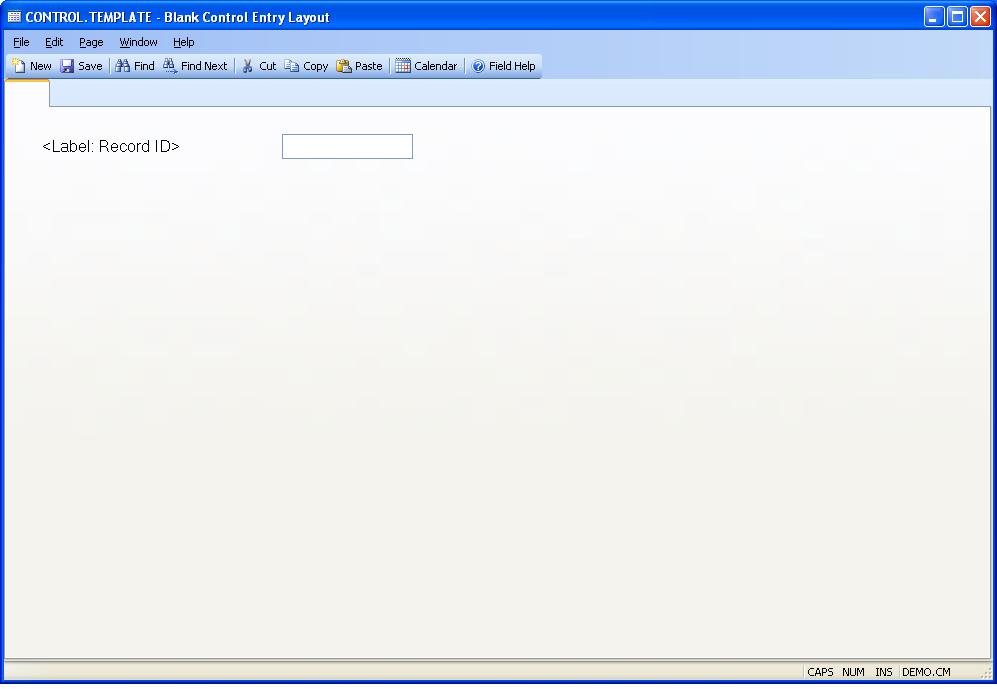 CONTROL.TEMPLATE - Blank Control Entry Layout
File Edit Page Window Help
New Save Find Find Next Cut Copy Paste Calendar Field Help
<Label: Record ID>
CAPS NUM INS DEMO.CM